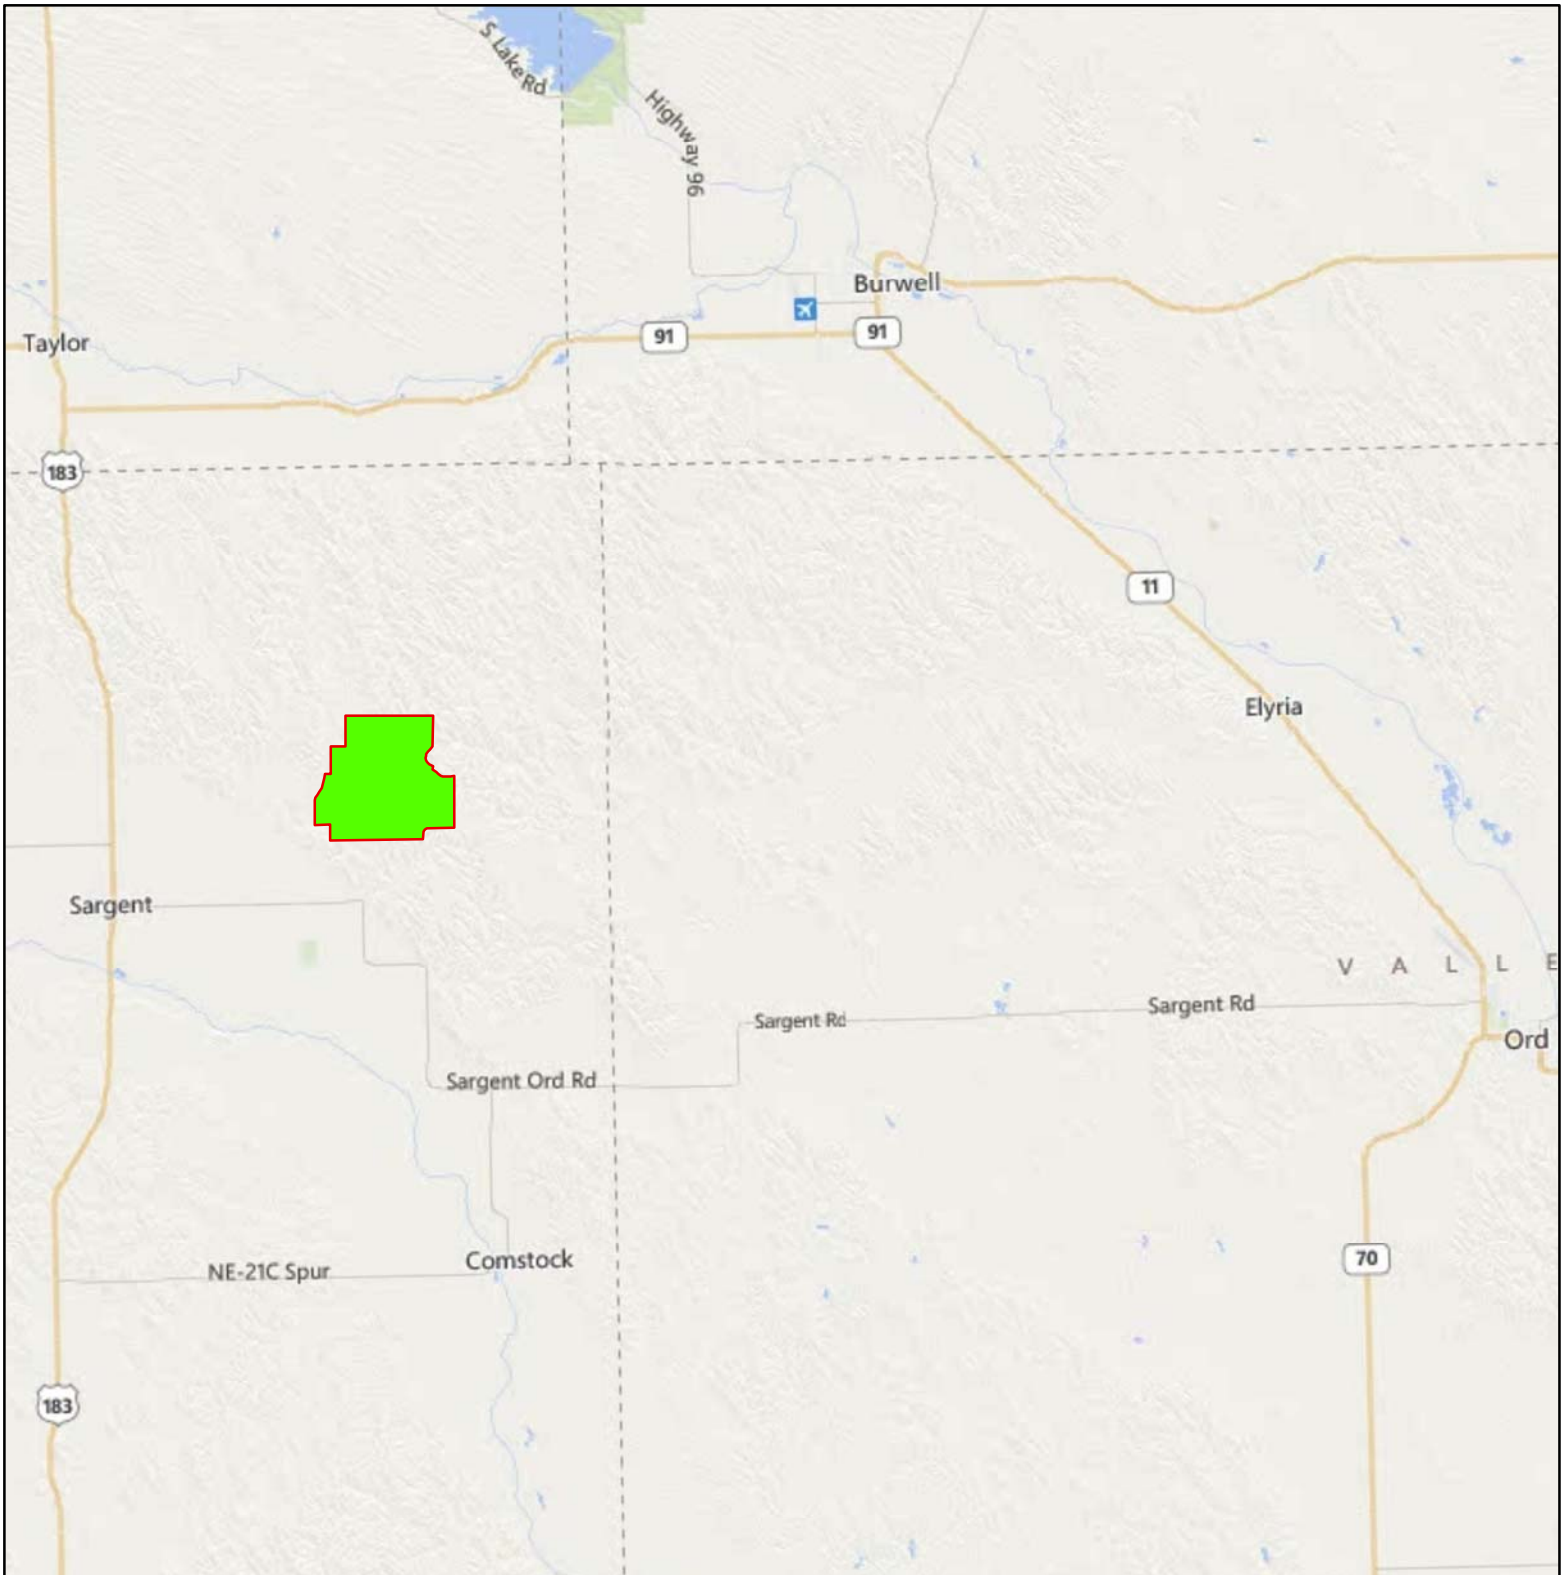 S Lake Rd
Highway 96
Burwell
91
91
Taylor
183
11
Elyria
Sargent
V A L L E
Sargent Rd
Sargent Rd
Ord
Sargent Ord Rd
Comstock
NE-21C Spur
70
183